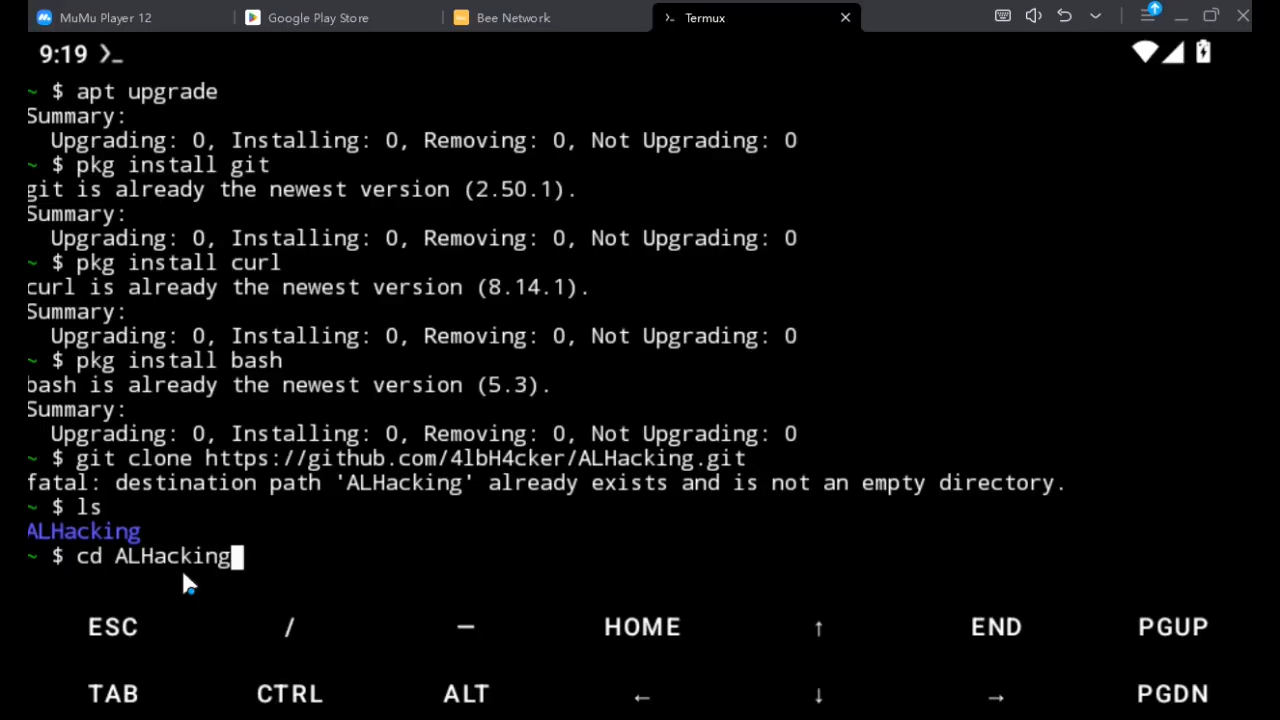 MuMu Player 12
Google Play Store
Bee Network
Termux
9:19
~ $ apt upgrade
Summary:
Upgrading: 0, Installing: 0, Removing: 0, Not Upgrading: 0
~ $ pkg install git
git is already the newest version (2.50.1).
Summary:
Upgrading: 0, Installing: 0, Removing: 0, Not Upgrading: 0
~ $ pkg install curl
curl is already the newest version (8.14.1).
Summary:
Upgrading: 0, Installing: 0, Removing: 0, Not Upgrading: 0
~ $ pkg install bash
bash is already the newest version (5.3).
Summary:
Upgrading: 0, Installing: 0, Removing: 0, Not Upgrading: 0
~ $ git clone https://github.com/4lbH4cker/ALHacking.git
fatal: destination path 'ALHacking' already exists and is not an empty directory.
~ $ ls
ALHacking
~ $ cd ALHacking
ESC / — HOME ↑ END PGUP
TAB CTRL ALT ← ↓ → PGDN